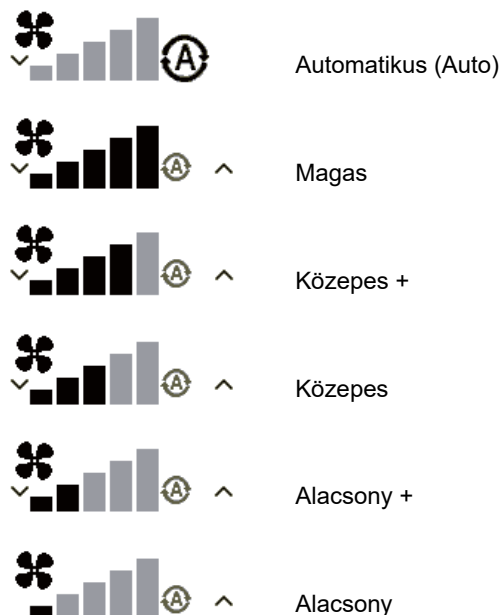 A Automatikus (Auto)
A Magas
A Közepes +
A Közepes
A Alacsony +
A Alacsony